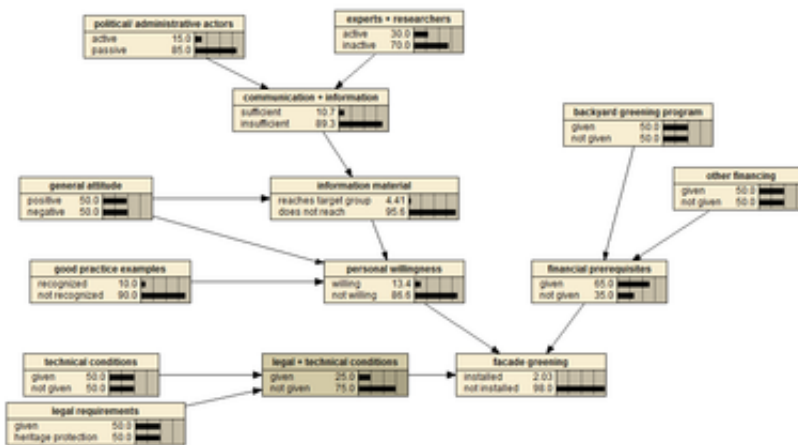 political/ administrative actors
active 15.0
passive 85.0
experts + researchers
active 30.0
inactive 70.0
communication + information
sufficient 10.7
insufficient 89.3
backyard greening program
given 50.0
not given 50.0
general attitude
positive 50.0
negative 50.0
information material
reaches target group 4.41
does not reach 95.6
other financing
given 50.0
not given 50.0
good practice examples
recognized 10.0
not recognized 90.0
personal willingness
willing 13.4
not willing 86.6
financial prerequisites
given 65.0
not given 35.0
technical conditions
given 50.0
not given 50.0
legal + technical conditions
given 25.0
not given 75.0
facade greening
installed 2.03
not installed 98.0
legal requirements
given 50.0
heritage protection 50.0